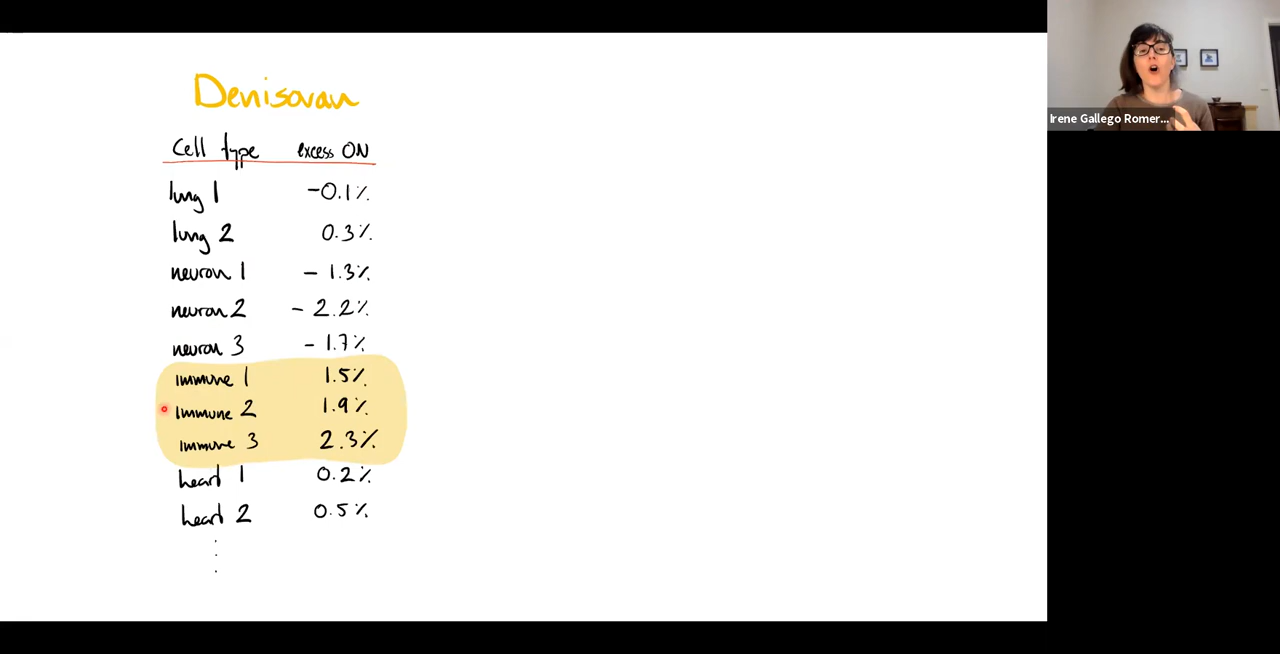 Denisovan
Cell type excess ON
lung 1 -0.1%
lung 2 0.3%
neuron 1 - 1.3%
neuron 2 - 2.2%
neuron 3 - 1.7%
immune 1 1.5%
immune 2 1.9%
immune 3 2.3%
heart 1 0.2%
heart 2 0.5%
Irene Gallego Romer...